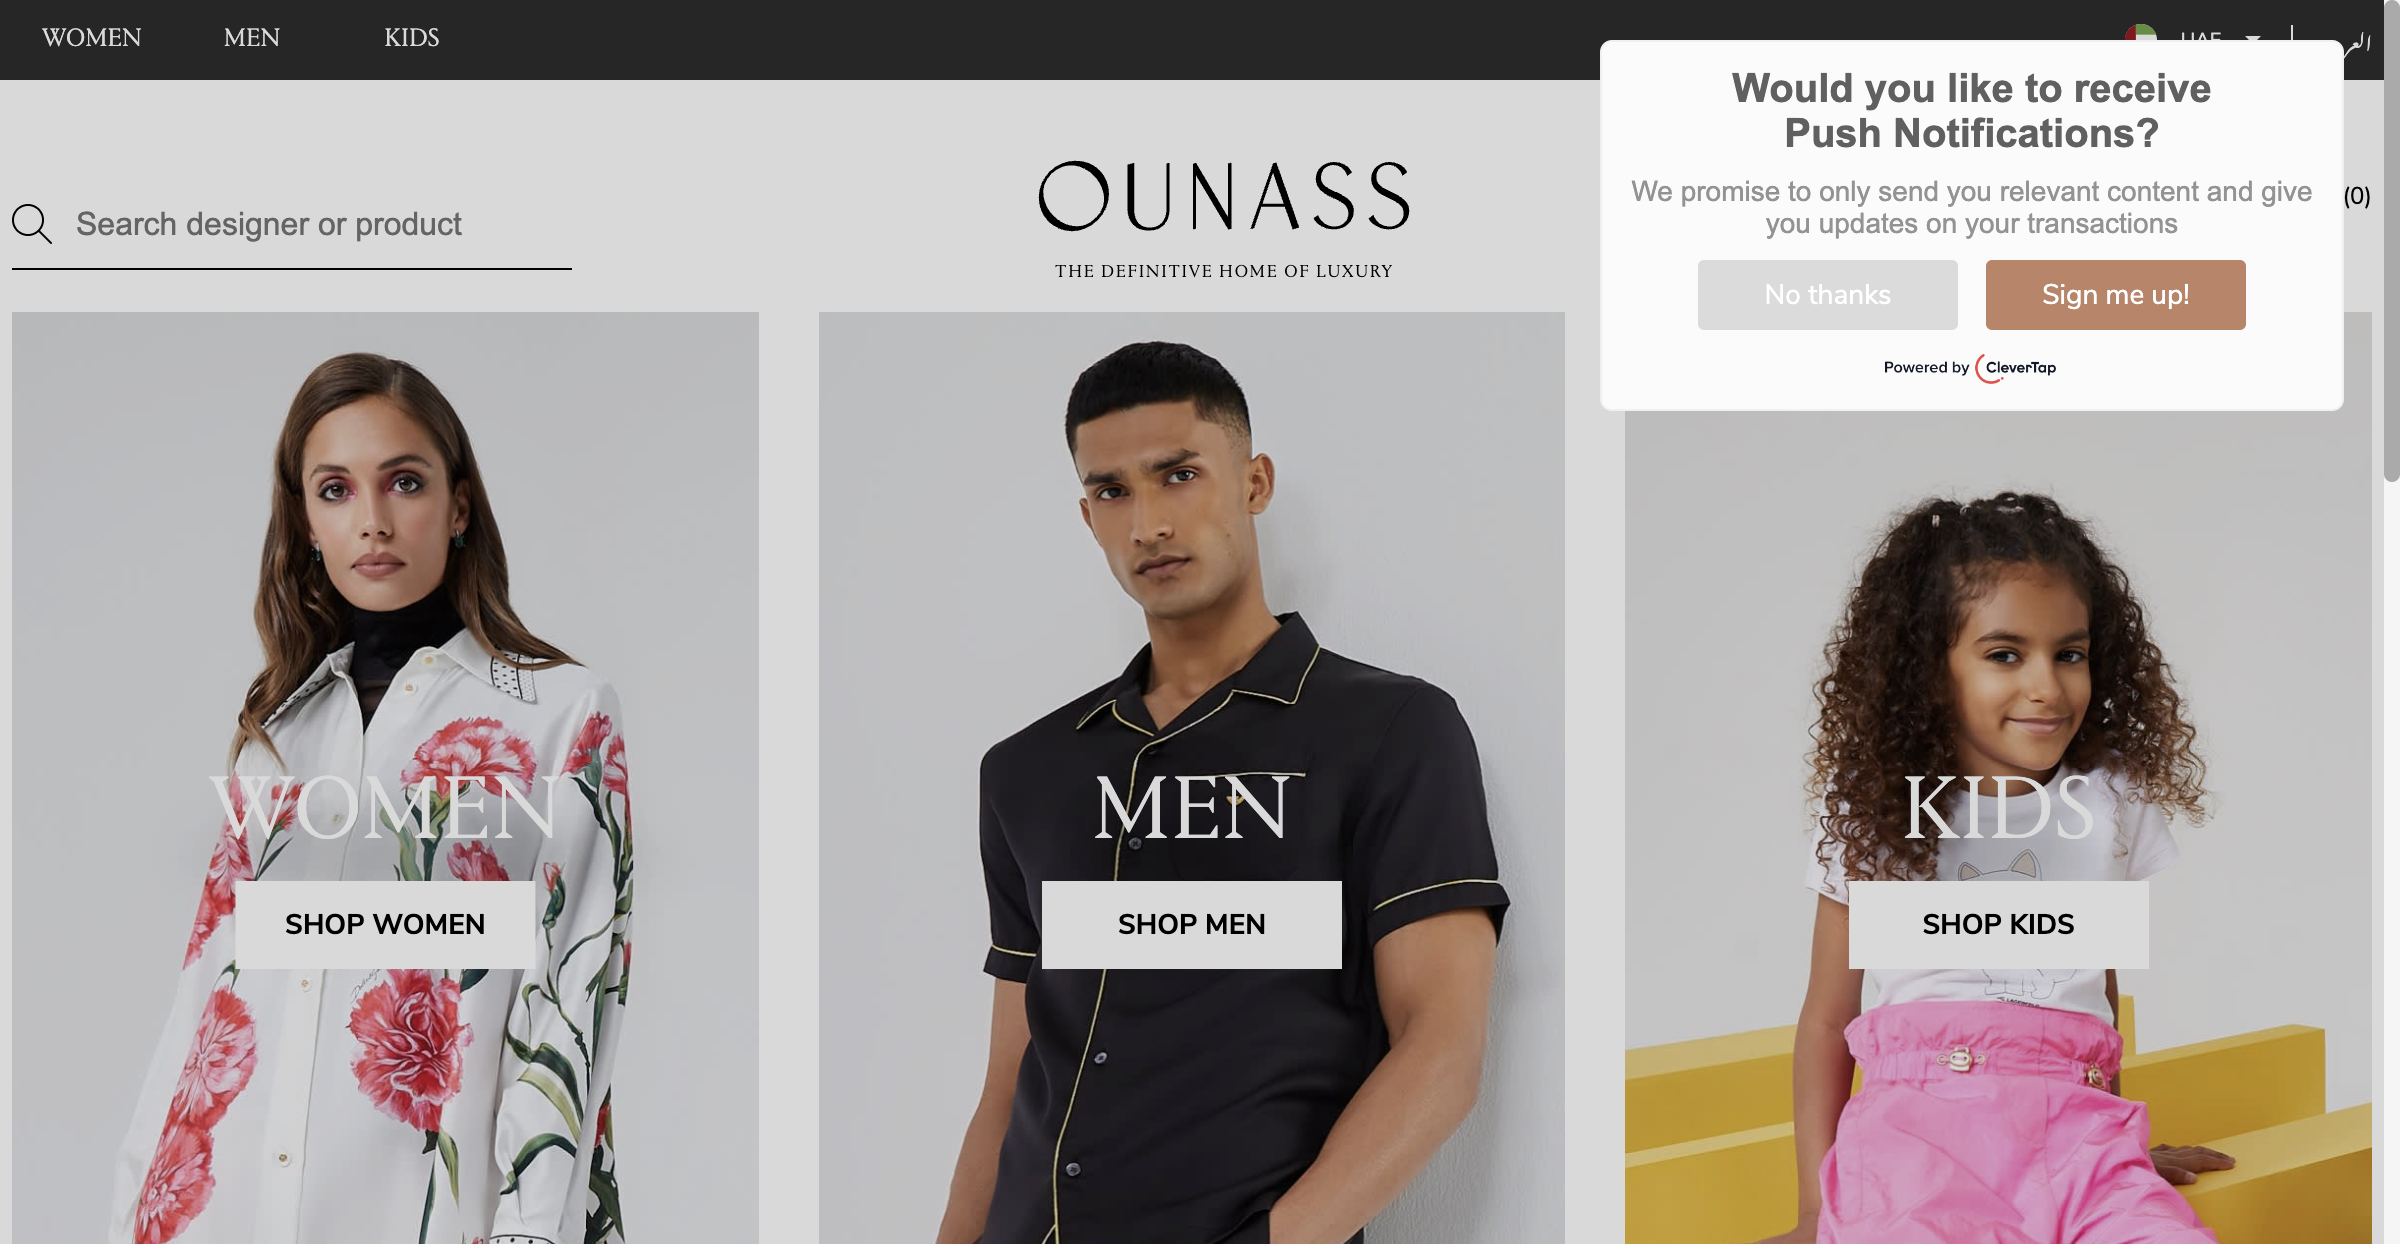 WOMEN
MEN
KIDS
Search designer or product
OUNASS
THE DEFINITIVE HOME OF LUXURY
Would you like to receive
Push Notifications?
We promise to only send you relevant content and give
you updates on your transactions
No thanks
Sign me up!
Powered by CleverTap
(0)
WOMEN
SHOP WOMEN
MEN
SHOP MEN
KIDS
SHOP KIDS